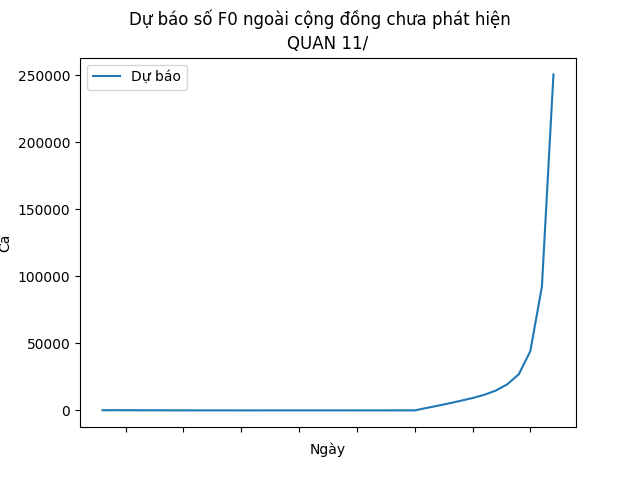 Dự báo số F0 ngoài cộng đồng chưa phát hiện
QUAN 11/
Dự báo
250000
200000
150000
100000
50000
0
Ca
Ngày